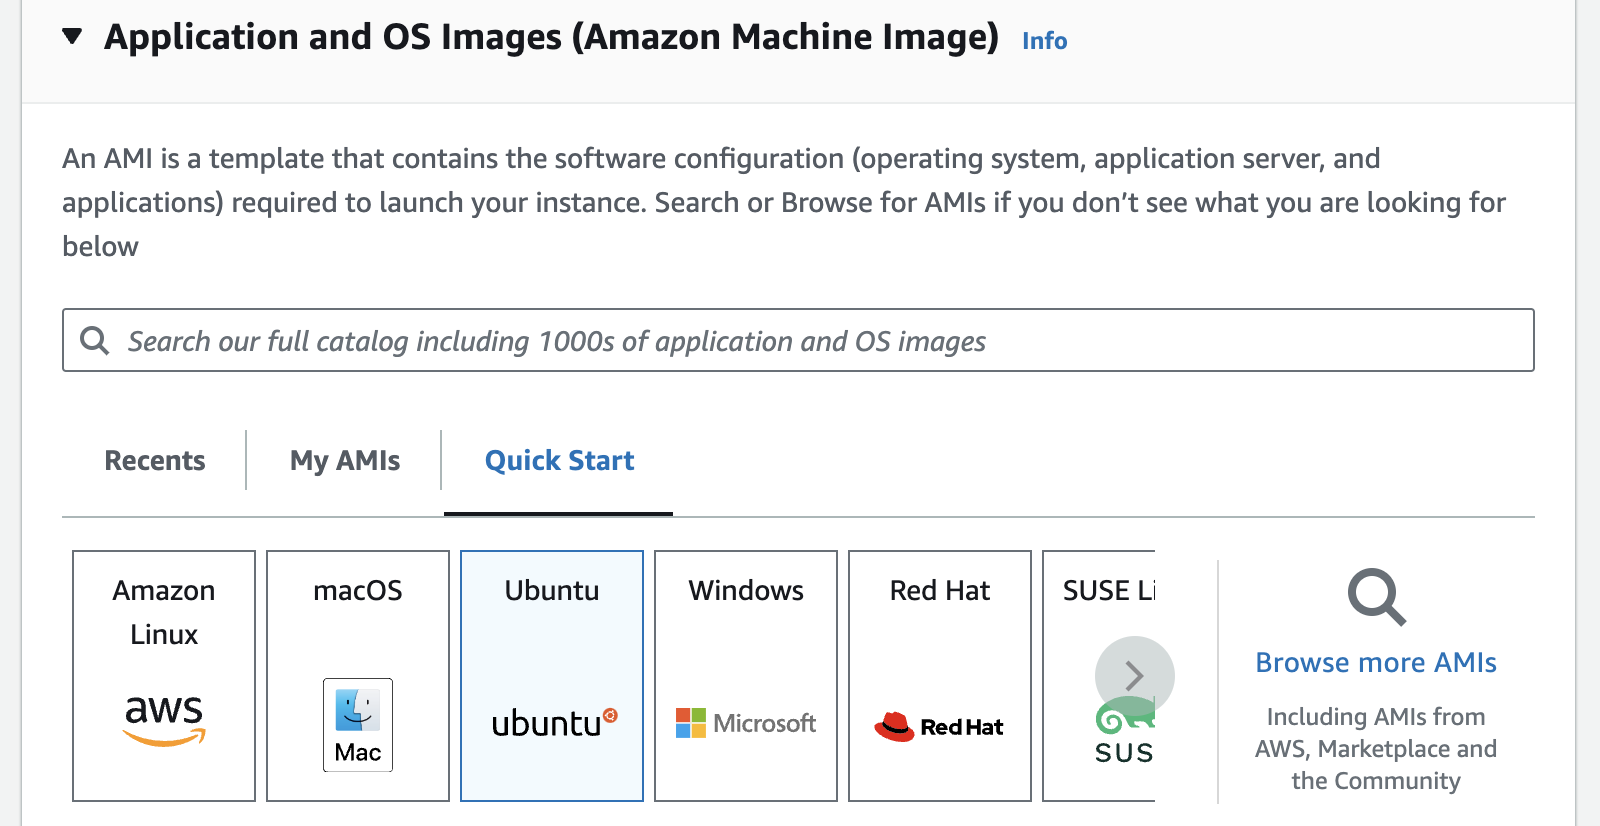 Application and OS Images (Amazon Machine Image) Info
An AMI is a template that contains the software configuration (operating system, application server, and
applications) required to launch your instance. Search or Browse for AMIs if you don’t see what you are looking for
below
Search our full catalog including 1000s of application and OS images
Recents
My AMIs
Quick Start
Amazon
Linux
aws
macOS
Mac
Ubuntu
ubuntu
Windows
Microsoft
Red Hat
Red Hat
SUSE Li
SUS
Browse more AMIs
Including AMIs from
AWS, Marketplace and
the Community